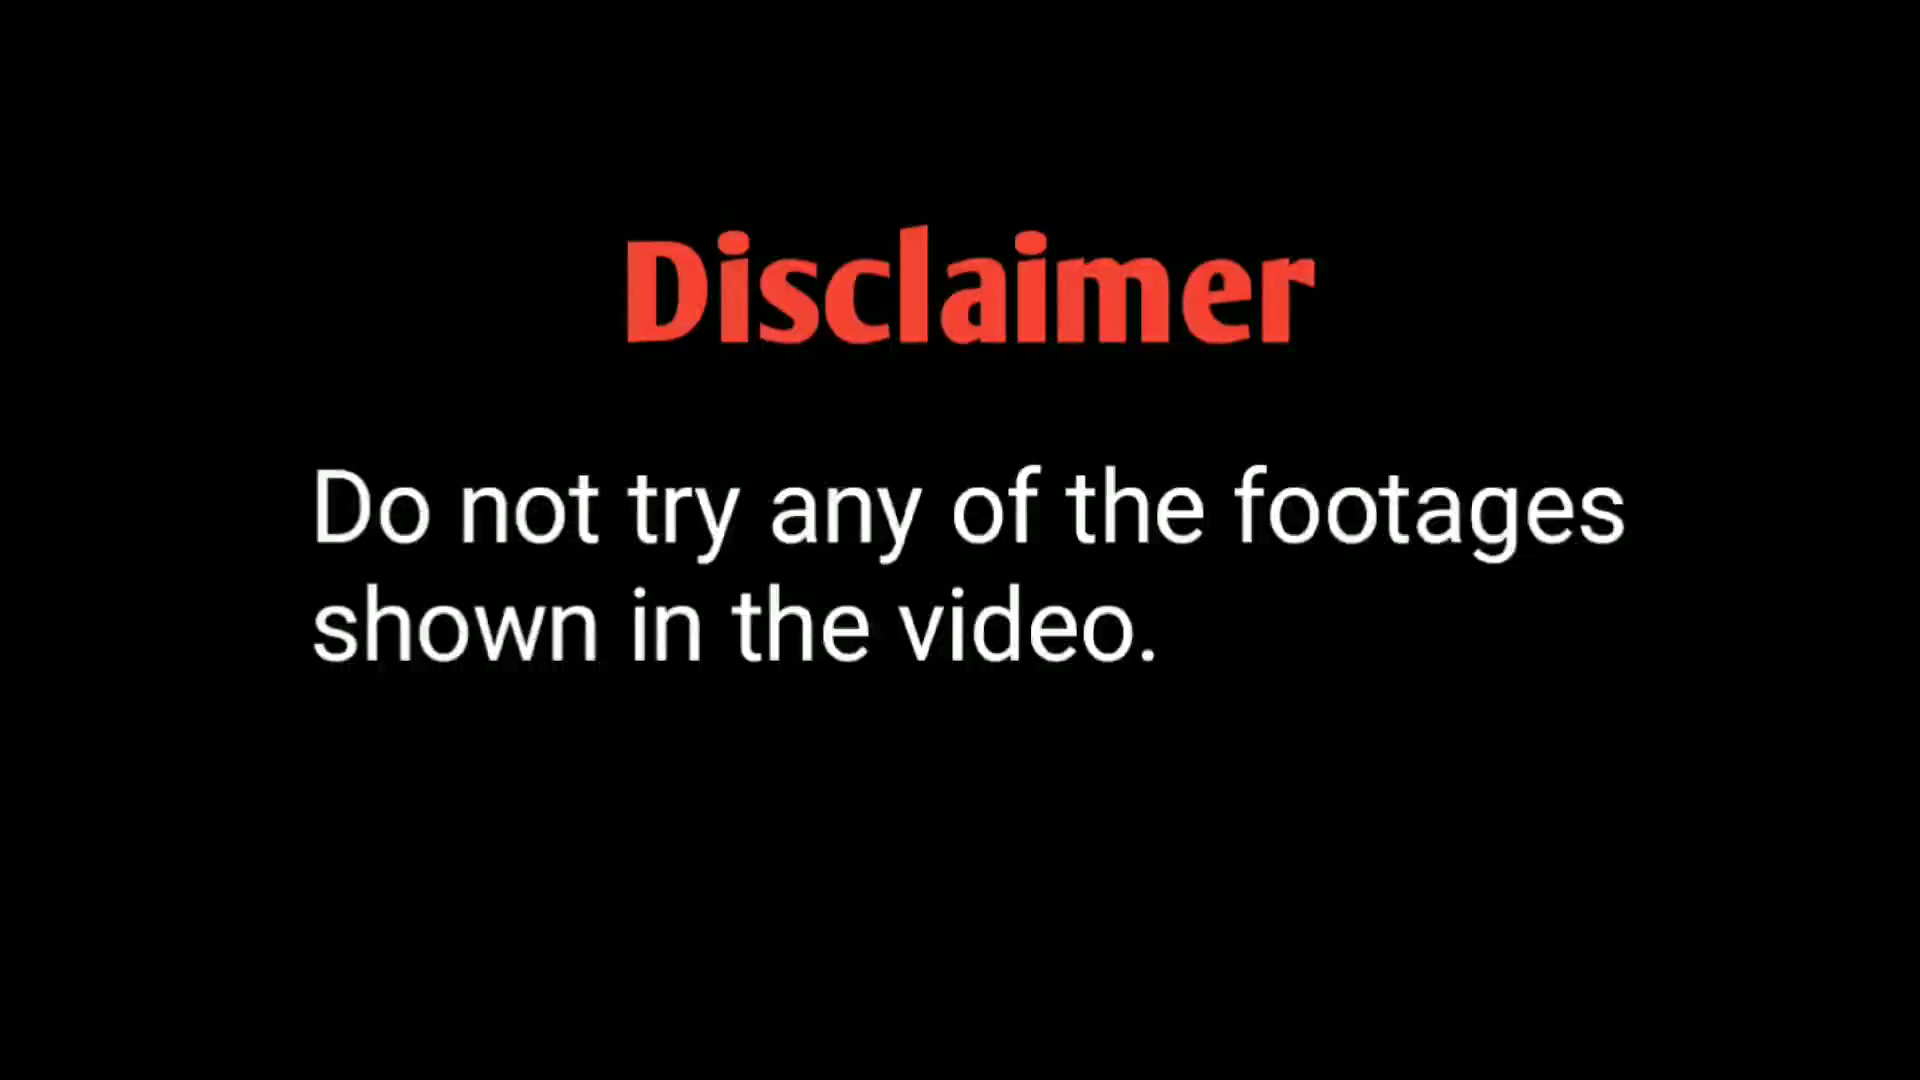 Disclaimer
Do not try any of the footages
shown in the video.